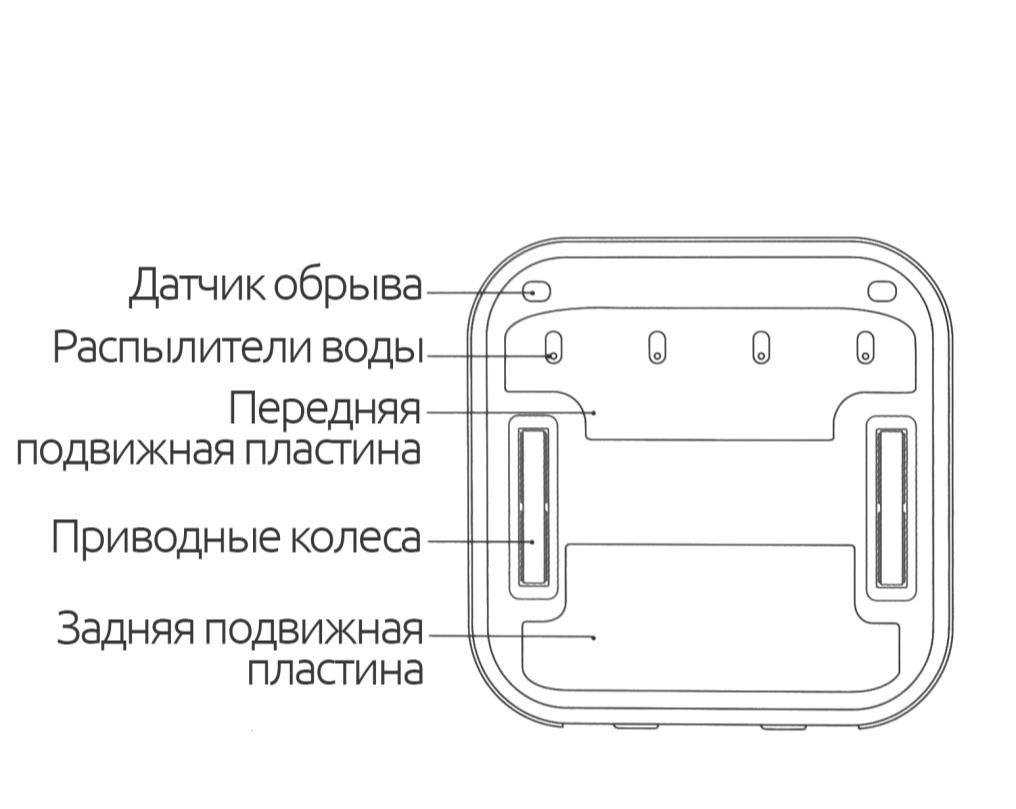 Датчик обрыва
Распылители воды
Передняя
подвижная пластина
Приводные колеса
Задняя подвижная
пластина